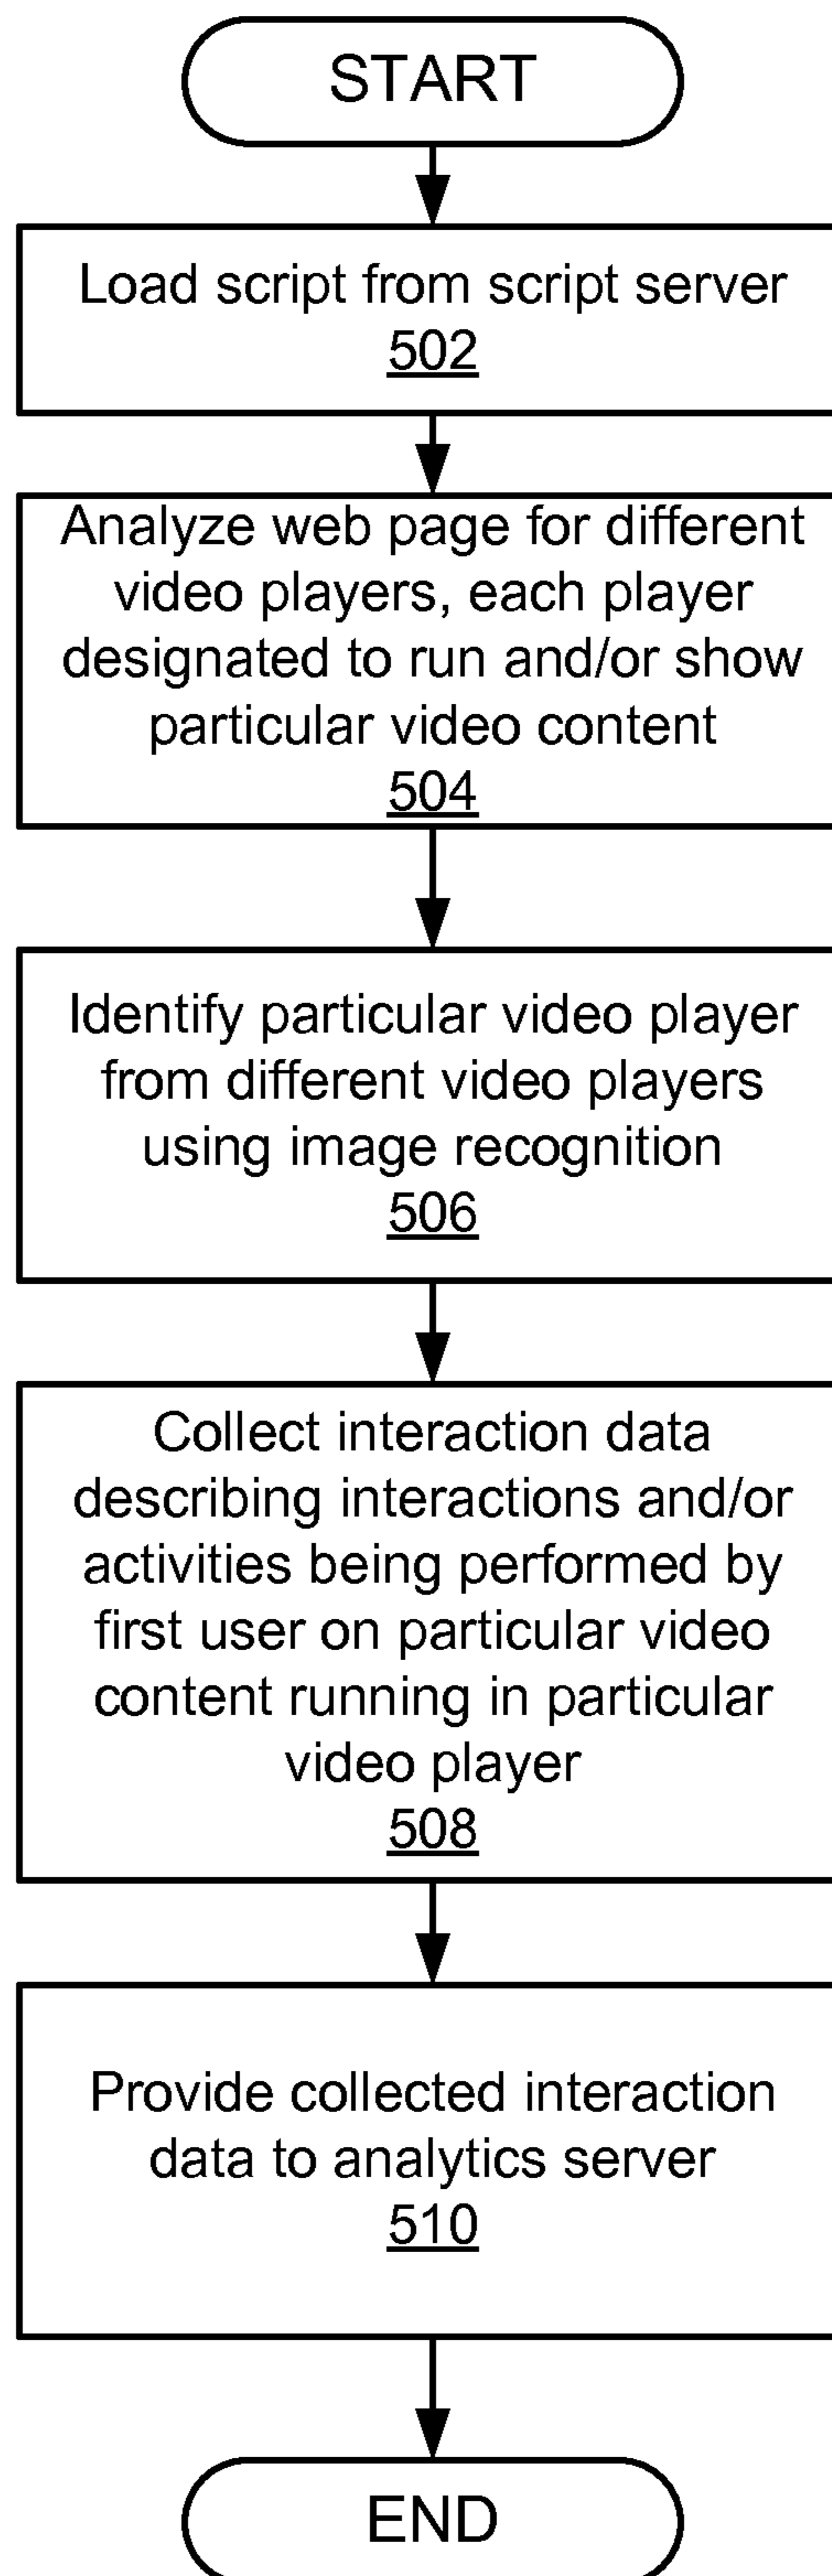 START
Load script from script server
502
Analyze web page for different
video players, each player
designated to run and/or show
particular video content
504
Identify particular video player
from different video players
using image recognition
506
Collect interaction data
describing interactions and/or
activities being performed by
first user on particular video
content running in particular
video player
508
Provide collected interaction
data to analytics server
510
END